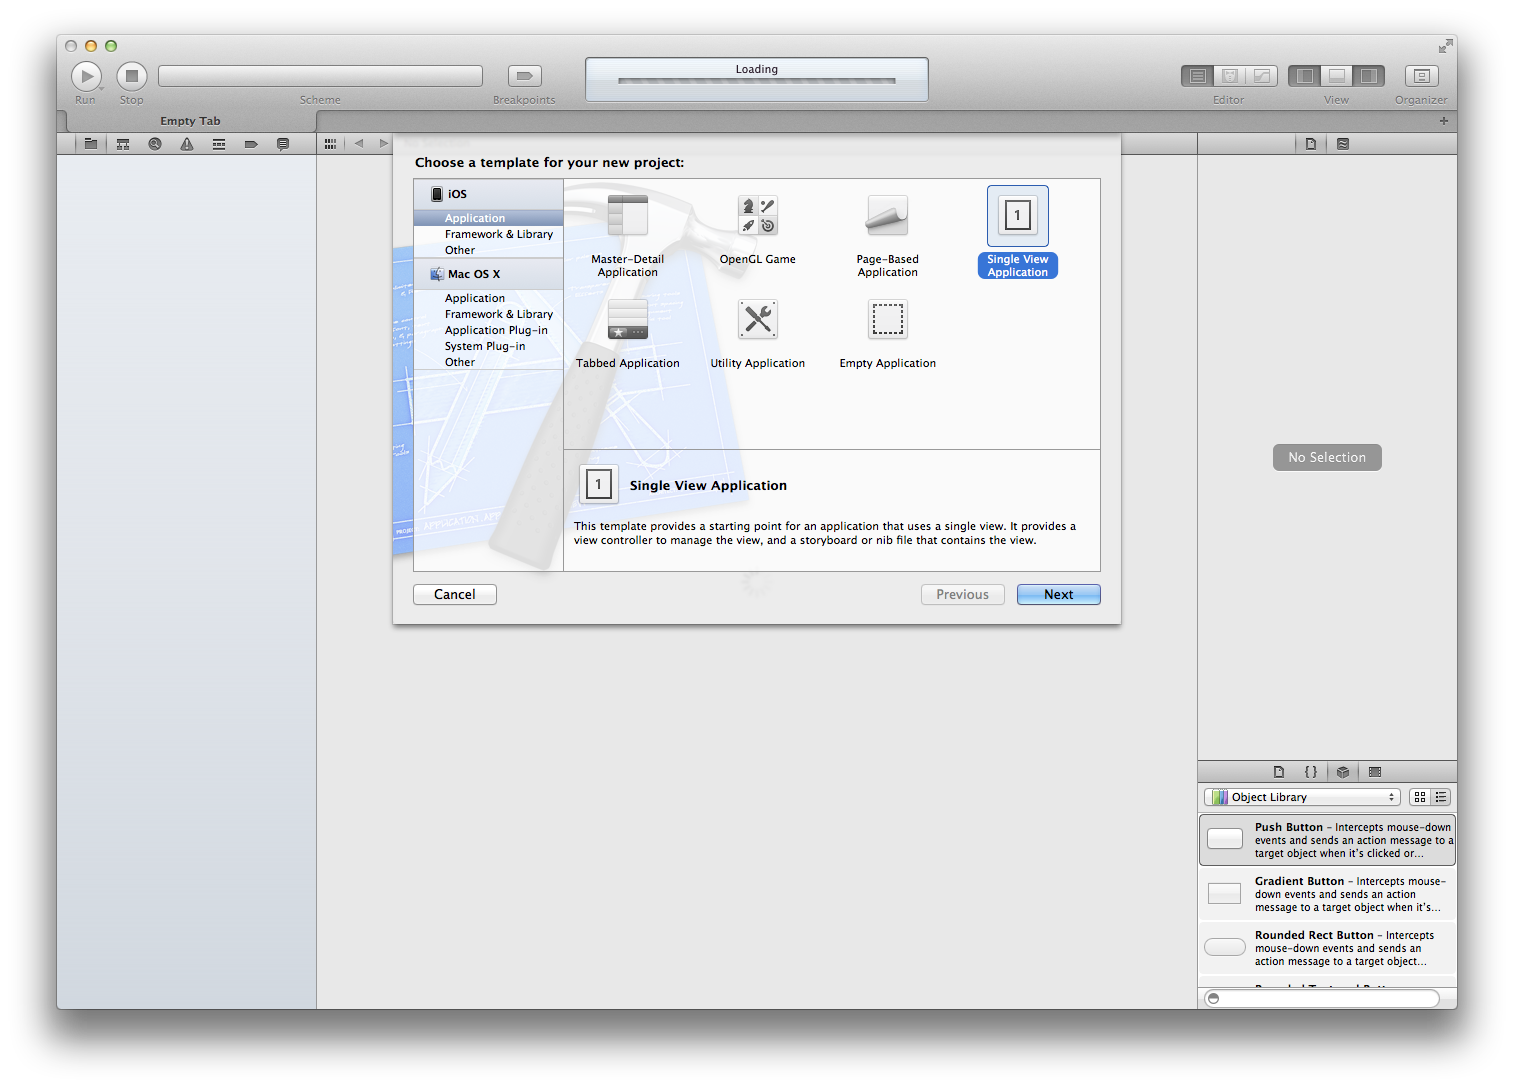 Loading
Run
Stop
Scheme
Breakpoints
Editor
View
Organizer
Empty Tab
Choose a template for your new project:
iOS
Application
Framework & Library
Other
Mac OS X
Application
Framework & Library
Application Plug-in
System Plug-in
Other
Master-Detail
Application
OpenGL Game
Page-Based
Application
1
Single View
Application
Tabbed Application
Utility Application
Empty Application
1
Single View Application
This template provides a starting point for an application that uses a single view. It provides a
view controller to manage the view, and a storyboard or nib file that contains the view.
Cancel
Previous
Next
No Selection
{ }
Object Library
Push Button – Intercepts mouse-down
events and sends an action message to a
target object when it's clicked or...
Gradient Button – Intercepts mouse-
down events and sends an action
message to a target object when it's...
Rounded Rect Button – Intercepts
mouse-down events and sends an
action message to a target object...